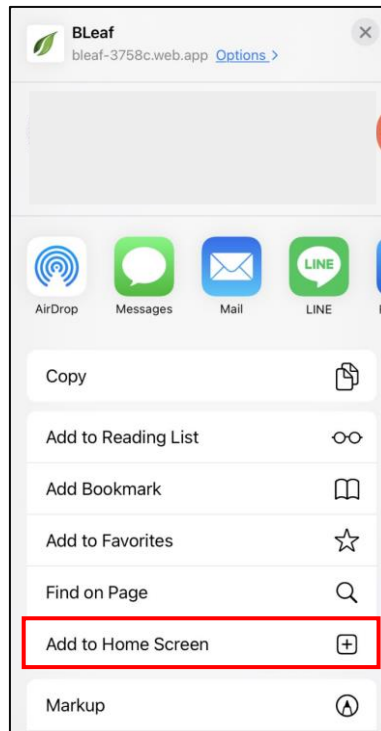 BLeaf
bleaf-3758c.web.app Options >
LINE
AirDrop Messages Mail LINE
Copy
Add to Reading List
Add Bookmark
Add to Favorites
Find on Page
Add to Home Screen
Markup